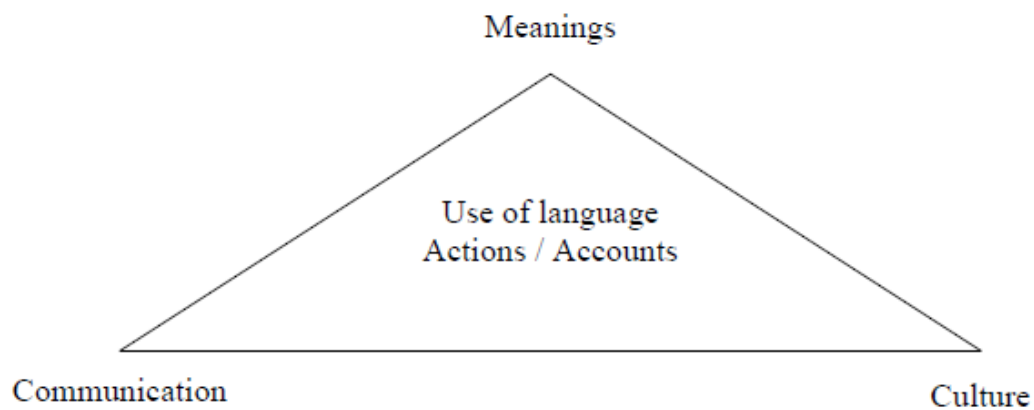 Meanings
Use of language
Actions / Accounts
Communication
Culture